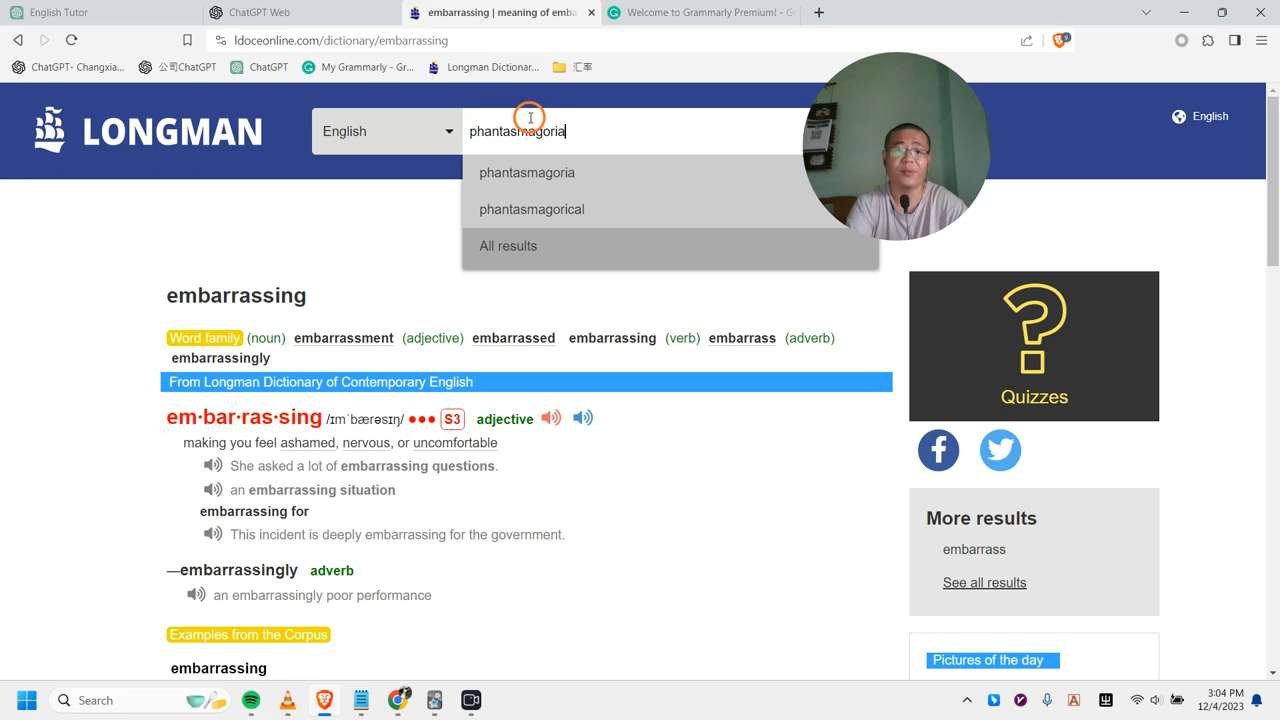 English Tutor
ChatGPT Web
embarrassing | meaning of emba
Welcome to Grammarly Premium! - Gr
ldoceonline.com/dictionary/embarrassing
9
ChatGPT- Changxia...
公司ChatGPT
ChatGPT
My Grammarly - Gr...
Longman Dictionar...
汇率
LONGMAN
English
phantasmagoria
English
phantasmagoria
phantasmagorical
All results
embarrassing
Word family (noun) embarrassment (adjective) embarrassed embarrassing (verb) embarrass (adverb)
embarrassingly
From Longman Dictionary of Contemporary English
em·bar·ras·sing /ɪmˈbærəsɪŋ/ ●●● S3 adjective
making you feel ashamed, nervous, or uncomfortable
She asked a lot of embarrassing questions.
an embarrassing situation
embarrassing for
This incident is deeply embarrassing for the government.
—embarrassingly adverb
an embarrassingly poor performance
Examples from the Corpus
embarrassing
?
Quizzes
More results
embarrass
See all results
Pictures of the day
Search
3:04 PM
12/4/2023